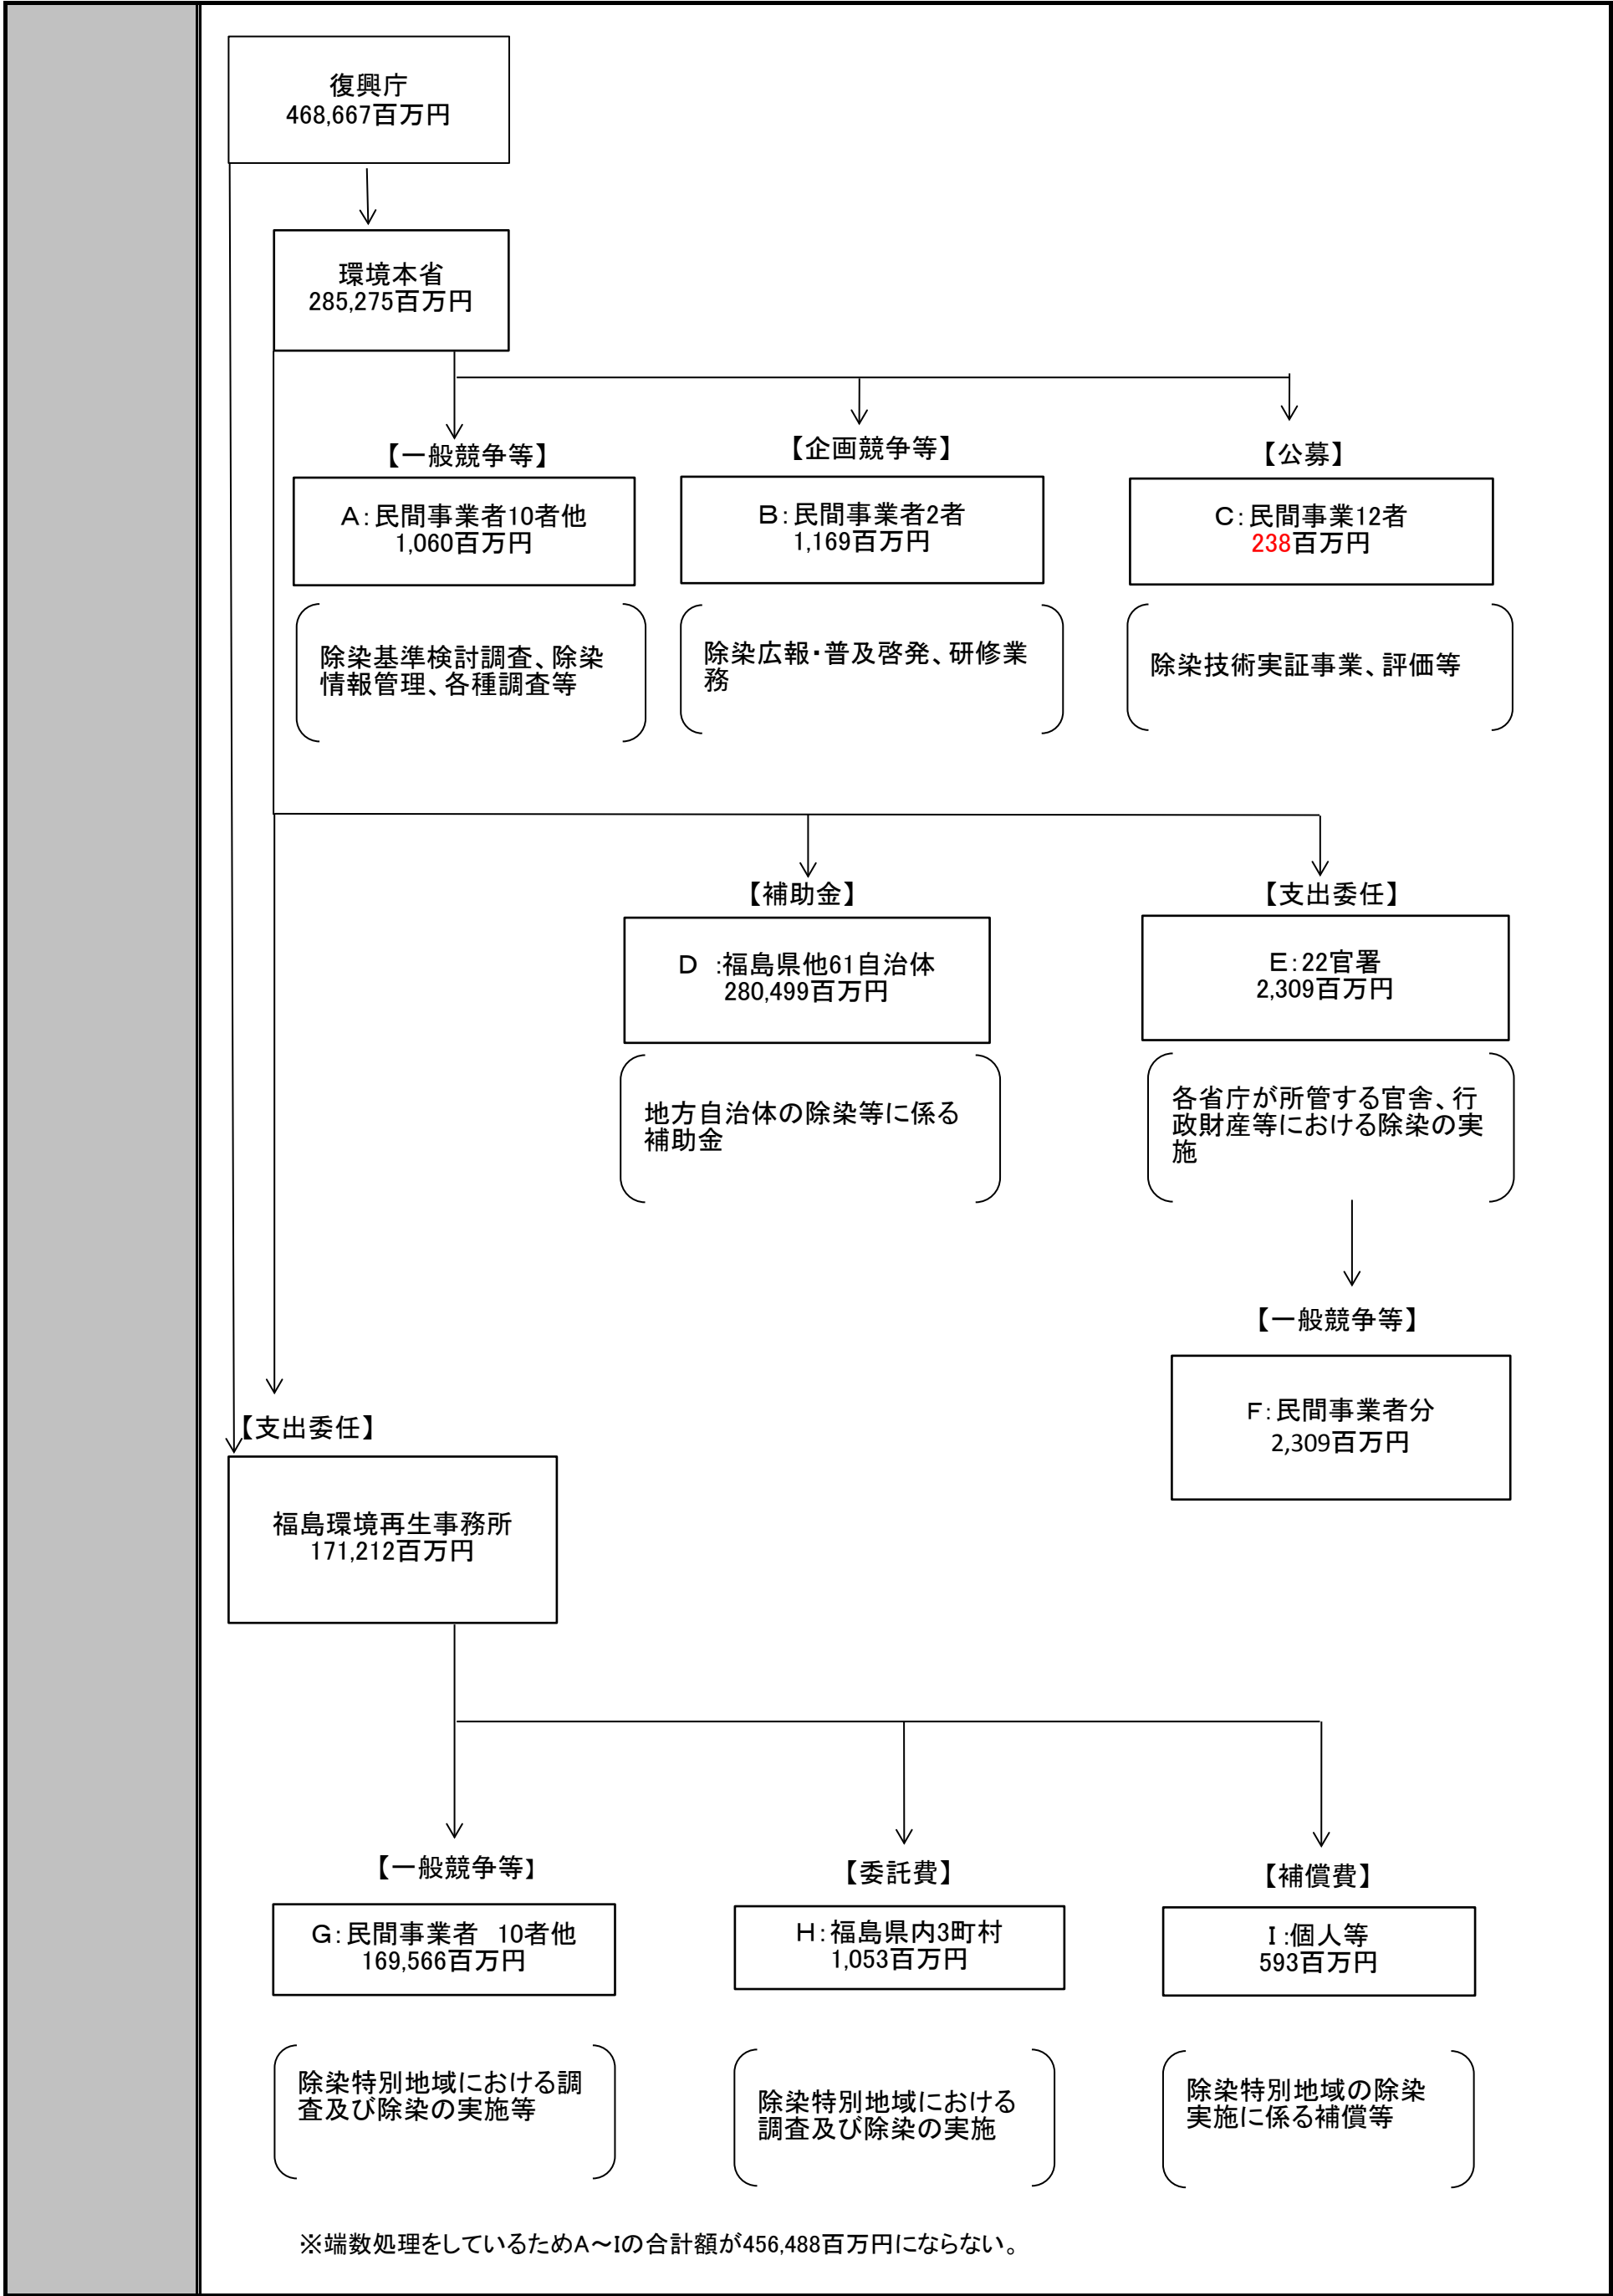 復興庁
468,667百万円
環境本省
285,275百万円
【一般競争等】
【企画競争等】
【公募】
A：民間事業者10者他
1,060百万円
B：民間事業者2者
1,169百万円
C：民間事業12者
238百万円
除染基準検討調査、除染
情報管理、各種調査等
除染広報・普及啓発、研修業
務
除染技術実証事業、評価等
【補助金】
【支出委任】
D　：福島県他61自治体
280,499百万円
E：22官署
2,309百万円
地方自治体の除染等に係る
補助金
各省庁が所管する官舎、行
政財産等における除染の実
施
【一般競争等】
F：民間事業者分
2,309百万円
【支出委任】
福島環境再生事務所
171,212百万円
【一般競争等】
【委託費】
【補償費】
G：民間事業者　10者他
169,566百万円
H：福島県内3町村
1,053百万円
I：個人等
593百万円
除染特別地域における調
査及び除染の実施等
除染特別地域における
調査及び除染の実施
除染特別地域の除染
実施に係る補償等
※端数処理をしているためA～Iの合計額が456,488百万円にならない。